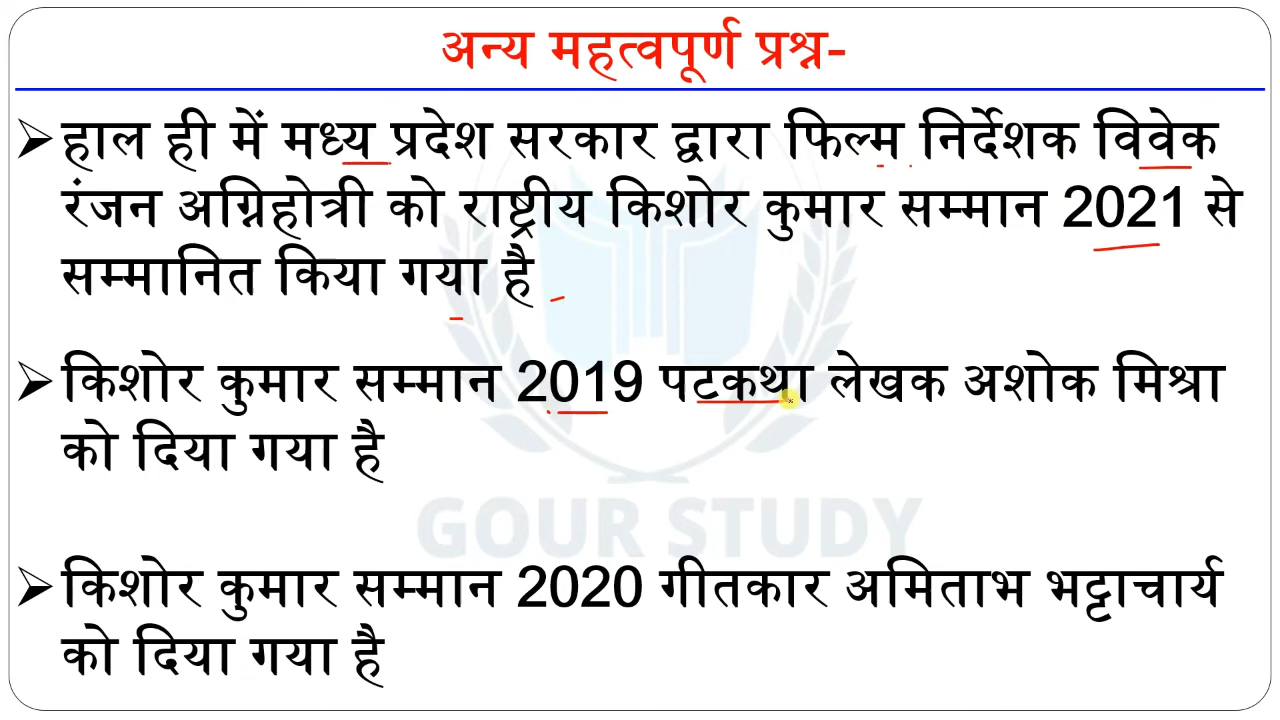 अन्य महत्वपूर्ण प्रश्न-
हाल ही में मध्य प्रदेश सरकार द्वारा फिल्म निर्देशक विवेक
रंजन अग्निहोत्री को राष्ट्रीय किशोर कुमार सम्मान 2021 से
सम्मानित किया गया है
किशोर कुमार सम्मान 2019 पटकथा लेखक अशोक मिश्रा
को दिया गया है
GOUR STUDY
किशोर कुमार सम्मान 2020 गीतकार अमिताभ भट्टाचार्य
को दिया गया है